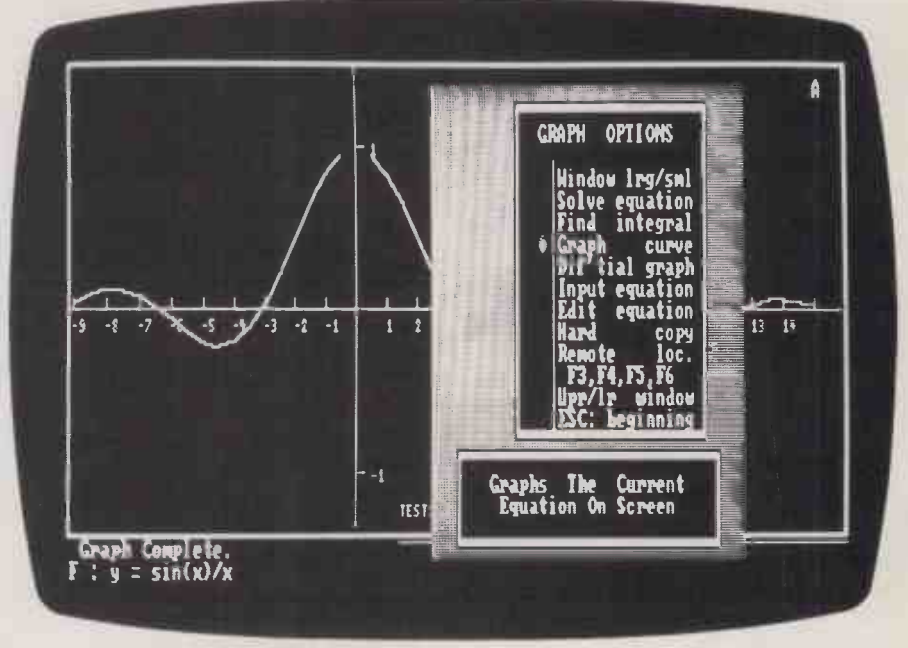 A
GRAPH OPTIONS
Window lrg/sml
Solve equation
Find integral
Graph curve
Dif'tial graph
Input equation
Edit equation
Hard copy
Remote loc.
F3,F4,F5,F6
Upr/lr window
ESC: beginning
1
-9 -8 -7 -6 -5 -4 -3 -2 -1 1 2 13 14
-1
TEST
Graphs The Current
Equation On Screen
Graph Complete.
F : y = sin(x)/x